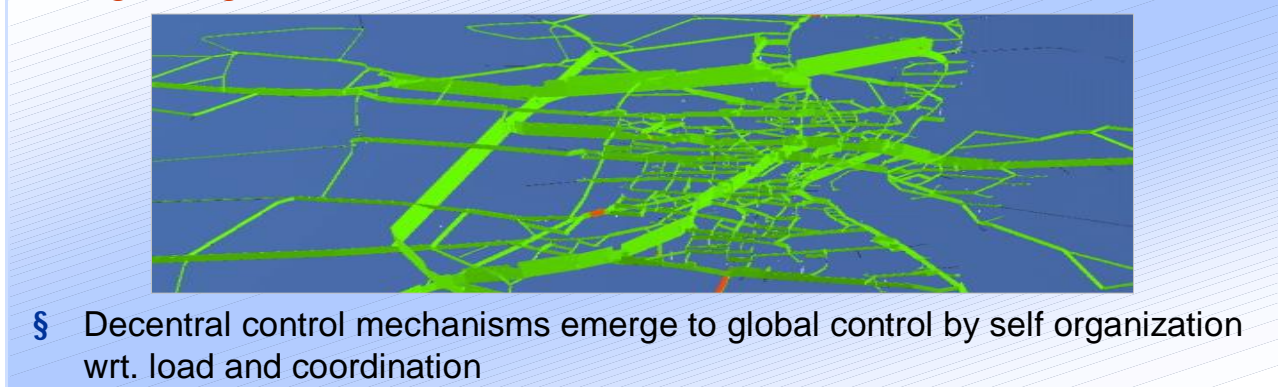 § Decentral control mechanisms emerge to global control by self organization
wrt. load and coordination